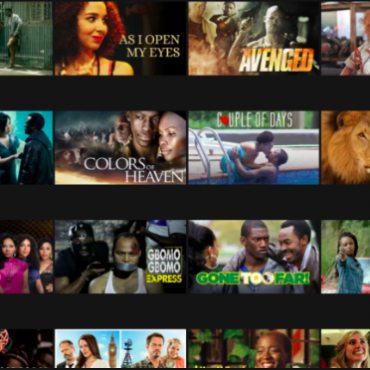 AS I OPEN
MY EYES
AVENGED
COLORS OF
HEAVEN
COUPLE OF DAYS
GBOMO
GBOMO
EXPRESS
GONE TOO FAR!